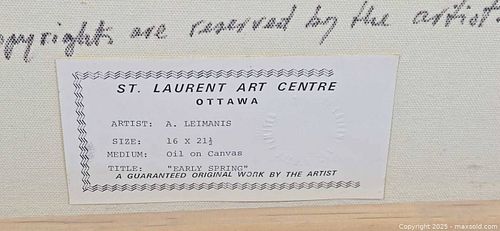 opyrights are reserved by the artist
ST. LAURENT ART CENTRE
OTTAWA
ARTIST: A. LEIMANIS
SIZE: 16 X 21½
MEDIUM: Oil on Canvas
TITLE: "EARLY SPRING"
A GUARANTEED ORIGINAL WORK BY THE ARTIST
Copyright 2025 - maxsold.com